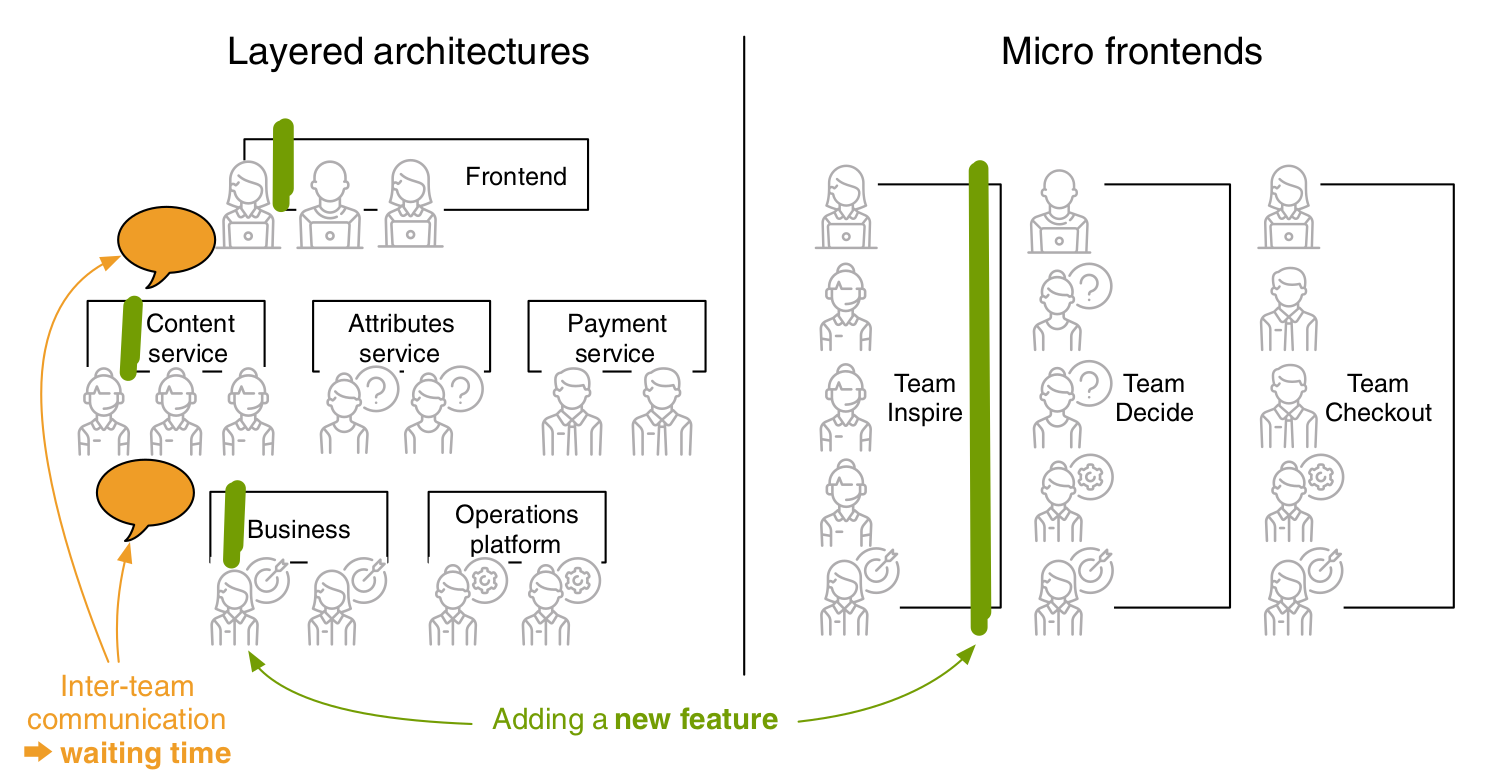 Layered architectures
Micro frontends
Frontend
Content
service
Attributes
service
Payment
service
Team
Inspire
Team
Decide
Team
Checkout
Business
Operations
platform
Inter-team
communication
➡ waiting time
Adding a new feature